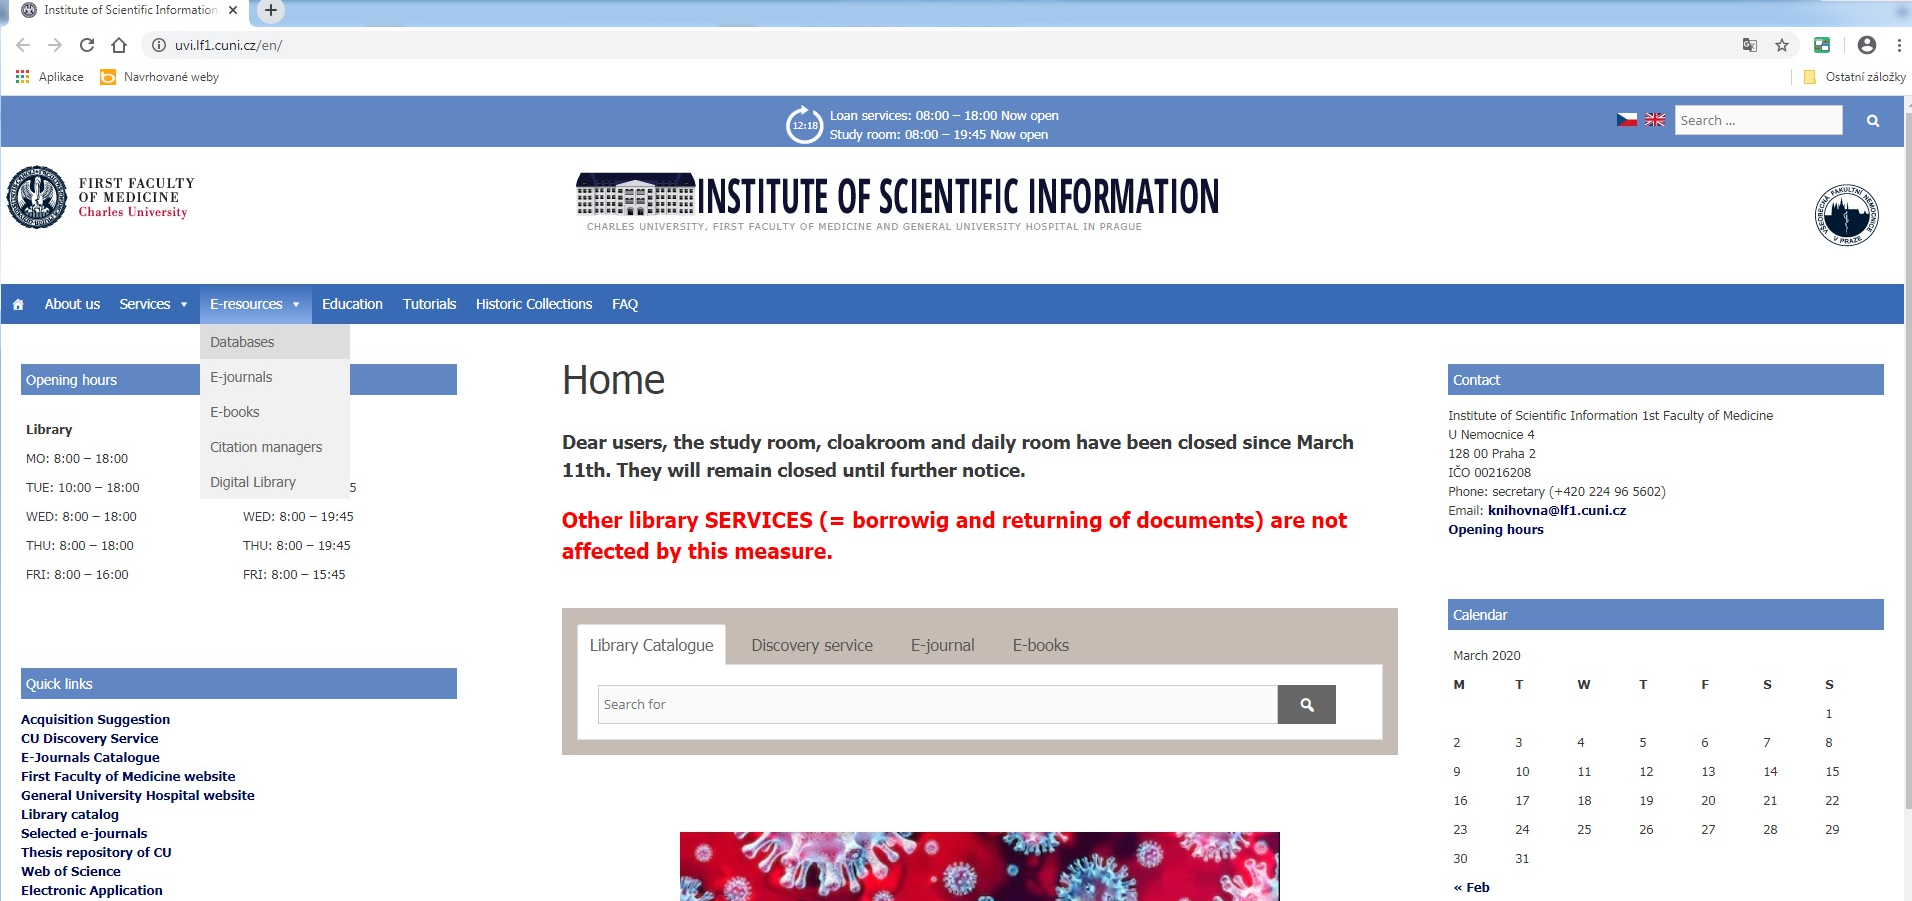 Institute of Scientific Information
uvi.lf1.cuni.cz/en/
Aplikace
Navrhované weby
Ostatní záložky
12:18
Loan services: 08:00 – 18:00 Now open
Study room: 08:00 – 19:45 Now open
Search ...
FIRST FACULTY
OF MEDICINE
Charles University
INSTITUTE OF SCIENTIFIC INFORMATION
CHARLES UNIVERSITY, FIRST FACULTY OF MEDICINE AND GENERAL UNIVERSITY HOSPITAL IN PRAGUE
VŠEOBECNÁ FAKULTNÍ NEMOCNICE
V PRAZE
About us
Services
E-resources
Education
Tutorials
Historic Collections
FAQ
Databases
E-journals
E-books
Citation managers
Digital Library
Opening hours
Library
MO: 8:00 – 18:00
TUE: 10:00 – 18:00
5
WED: 8:00 – 18:00
WED: 8:00 – 19:45
THU: 8:00 – 18:00
THU: 8:00 – 19:45
FRI: 8:00 – 16:00
FRI: 8:00 – 15:45
Quick links
Acquisition Suggestion
CU Discovery Service
E-Journals Catalogue
First Faculty of Medicine website
General University Hospital website
Library catalog
Selected e-journals
Thesis repository of CU
Web of Science
Electronic Application
Home
Dear users, the study room, cloakroom and daily room have been closed since March
11th. They will remain closed until further notice.
Other library SERVICES (= borrowig and returning of documents) are not
affected by this measure.
Library Catalogue
Discovery service
E-journal
E-books
Search for
Contact
Institute of Scientific Information 1st Faculty of Medicine
U Nemocnice 4
128 00 Praha 2
IČO 00216208
Phone: secretary (+420 224 96 5602)
Email: knihovna@lf1.cuni.cz
Opening hours
Calendar
March 2020
M T W T F S S
1
2 3 4 5 6 7 8
9 10 11 12 13 14 15
16 17 18 19 20 21 22
23 24 25 26 27 28 29
30 31
« Feb